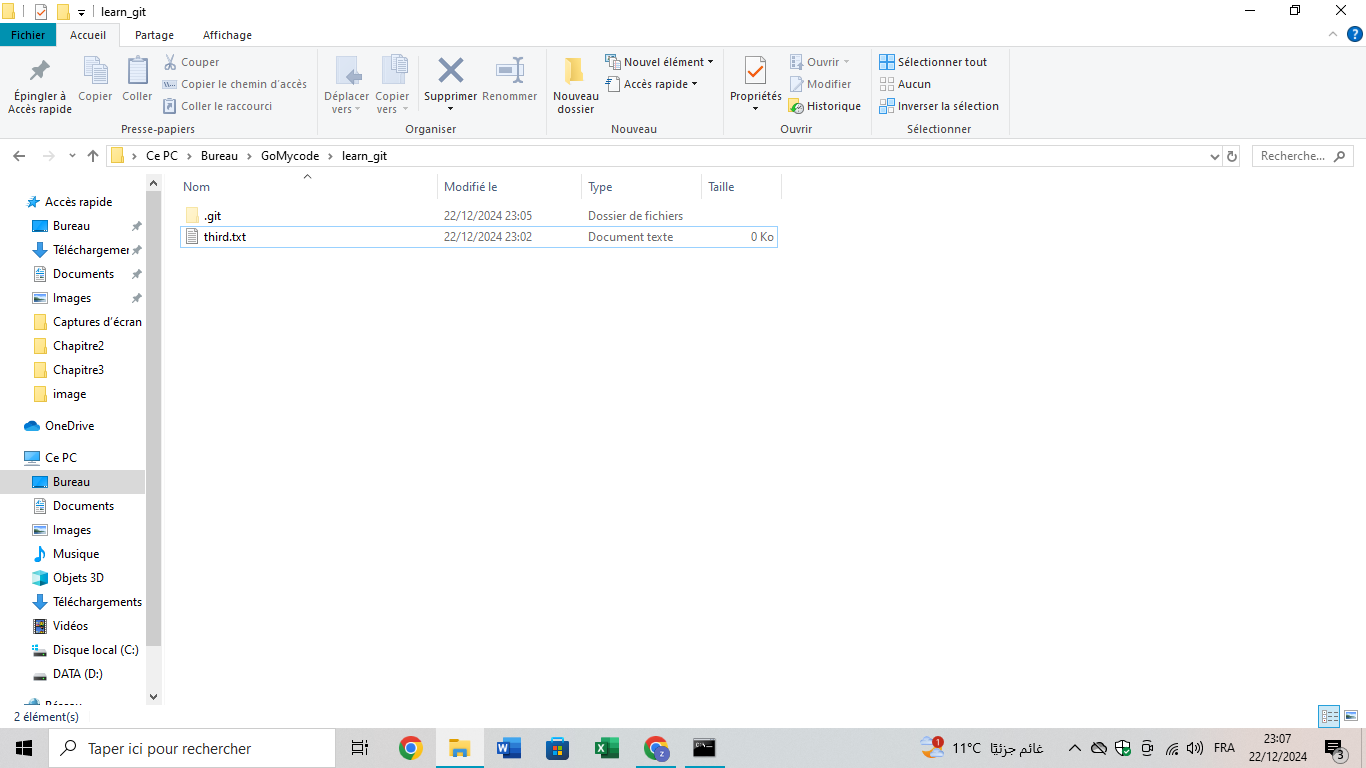 learn_git
Fichier Accueil Partage Affichage
Épingler à Accès rapide
Copier
Coller
Couper
Copier le chemin d'accès
Coller le raccourci
Presse-papiers
Déplacer vers
Copier vers
Supprimer
Renommer
Organiser
Nouveau dossier
Nouvel élément
Accès rapide
Nouveau
Propriétés
Ouvrir
Modifier
Historique
Ouvrir
Sélectionner tout
Aucun
Inverser la sélection
Sélectionner
Ce PC > Bureau > GoMycode > learn_git
Recherche...
Nom Modifié le Type Taille
.git 22/12/2024 23:05 Dossier de fichiers
third.txt 22/12/2024 23:02 Document texte 0 Ko
Accès rapide
Bureau
Téléchargemer
Documents
Images
Captures d'écran
Chapitre2
Chapitre3
image
OneDrive
Ce PC
Bureau
Documents
Images
Musique
Objets 3D
Téléchargements
Vidéos
Disque local (C:)
DATA (D:)
Réseau
2 élément(s)
Taper ici pour rechercher
1
11°C غائم جزئيًا
FRA
23:07
22/12/2024
3